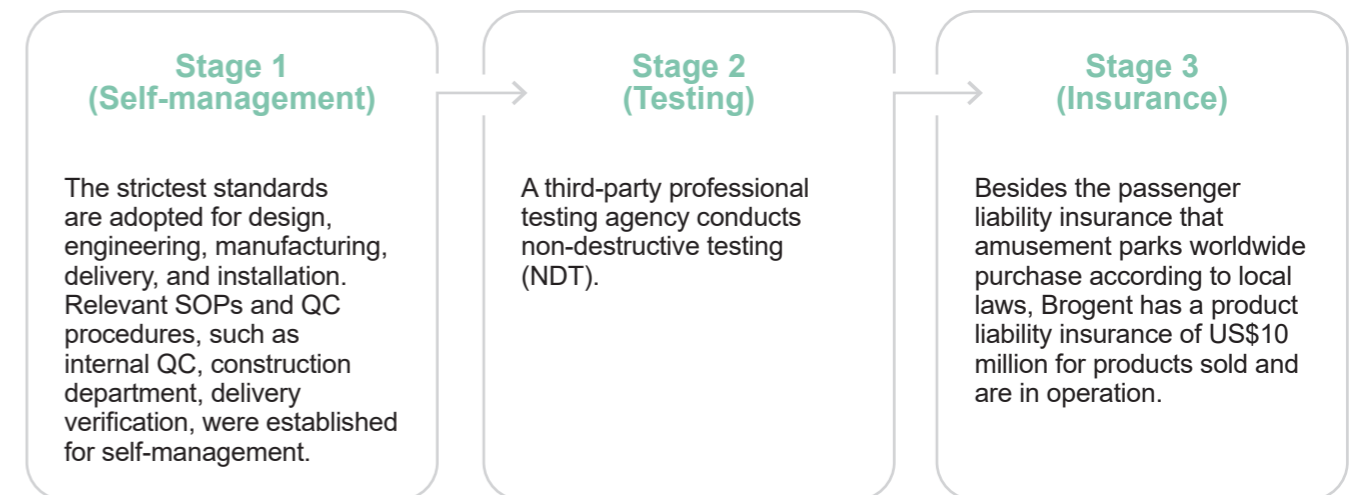 Stage 1
(Self-management)
The strictest standards
are adopted for design,
engineering, manufacturing,
delivery, and installation.
Relevant SOPs and QC
procedures, such as
internal QC, construction
department, delivery
verification, were established
for self-management.
Stage 2
(Testing)
A third-party professional
testing agency conducts
non-destructive testing
(NDT).
Stage 3
(Insurance)
Besides the passenger
liability insurance that
amusement parks worldwide
purchase according to local
laws, Brogent has a product
liability insurance of US$10
million for products sold and
are in operation.